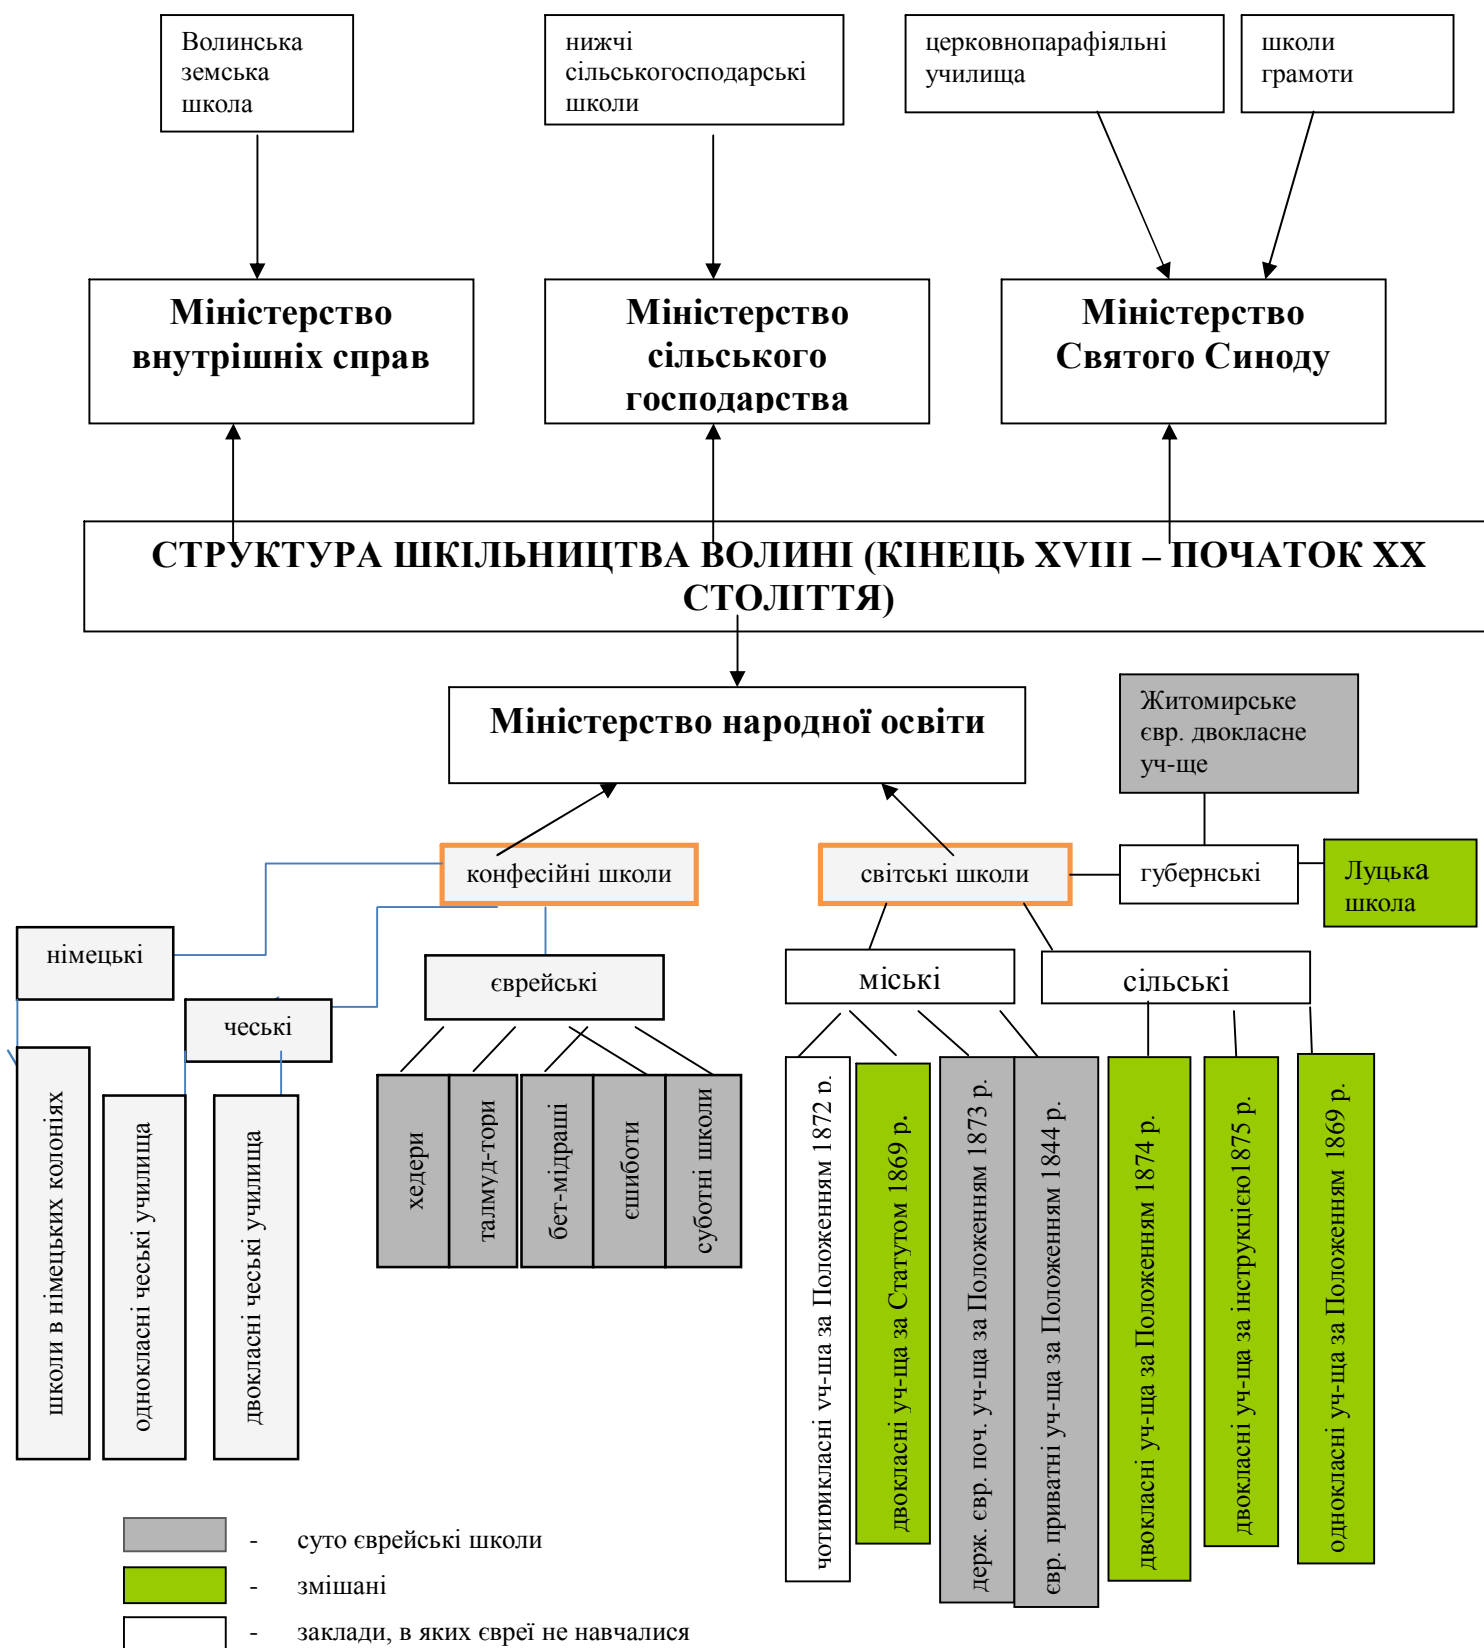 Волинська
земська
школа
нижчі
сільськогосподарські
школи
церковнопарафіяльні
училища
школи
грамоти
Міністерство
внутрішніх справ
Міністерство
сільського
господарства
Міністерство
Святого Синоду
СТРУКТУРА ШКІЛЬНИЦТВА ВОЛИНІ (КІНЕЦЬ XVIII – ПОЧАТОК ХХ
СТОЛІТТЯ)
Міністерство народної освіти
Житомирське
євр. двокласне
уч-ще
конфесійні школи
світські школи
губернські
Луцька
школа
німецькі
чеські
єврейські
міські
сільські
школи в німецьких колоніях
однокласні чеські училища
двокласні чеські училища
хедери
талмуд-тори
бет-мідраші
єшиботи
суботні школи
чотирикласні уч-ща за Положенням 1872 р.
двокласні уч-ща за Статутом 1869 р.
держ. євр. поч. уч-ща за Положенням 1873 р.
євр. приватні уч-ща за Положенням 1844 р.
двокласні уч-ща за Положенням 1874 р.
двокласні уч-ща за інструкцією1875 р.
однокласні уч-ща за Положенням 1869 р.
- суто єврейські школи
- змішані
- заклади, в яких євреї не навчалися